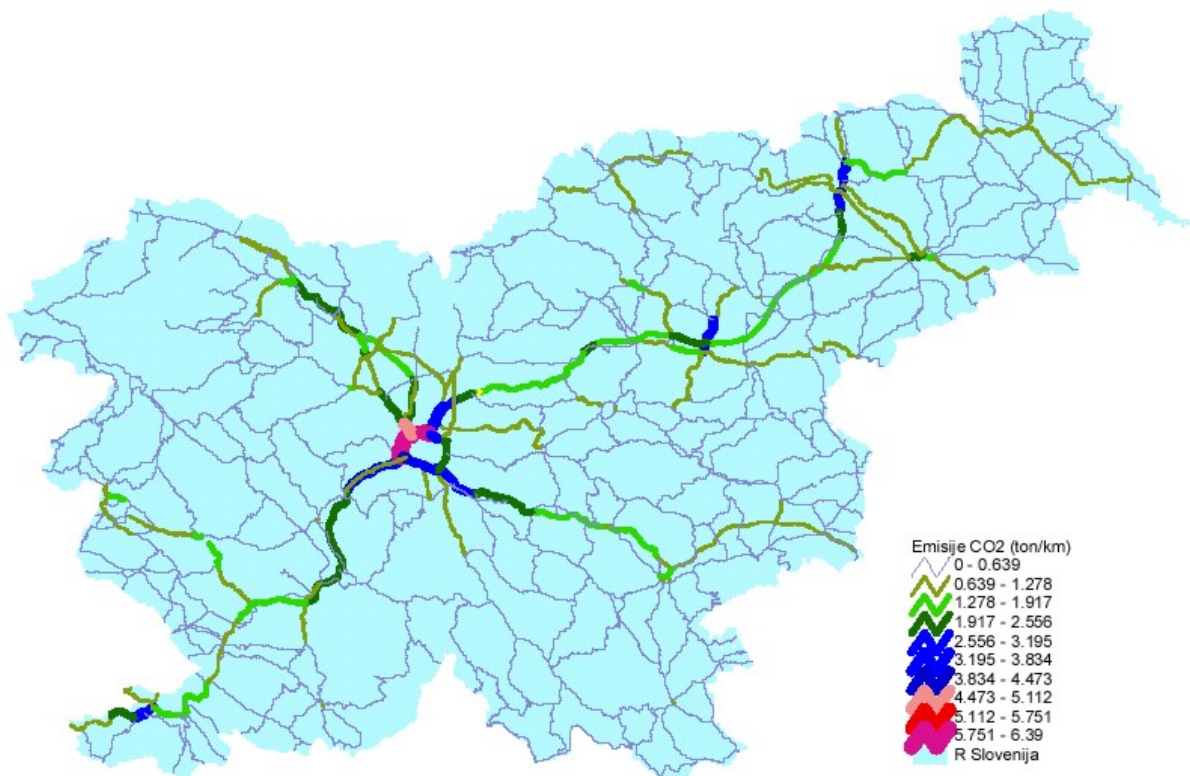 Emisije CO2 (ton/km)
0 - 0.639
0.639 - 1.278
1.278 - 1.917
1.917 - 2.556
2.556 - 3.195
3.195 - 3.834
3.834 - 4.473
4.473 - 5.112
5.112 - 5.751
5.751 - 6.39
R Slovenija